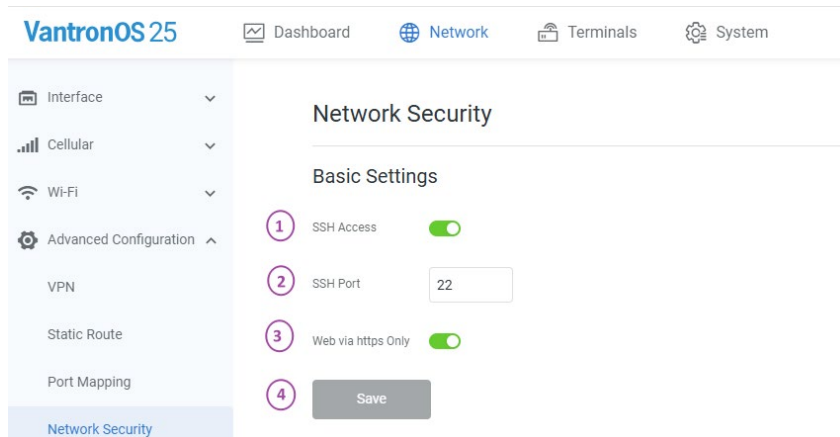 VantronOS 25 Dashboard Network Terminals System
Interface
Cellular
Wi-Fi
Advanced Configuration
VPN
Static Route
Port Mapping
Network Security
Network Security
Basic Settings
1 SSH Access
2 SSH Port 22
3 Web via https Only
4 Save